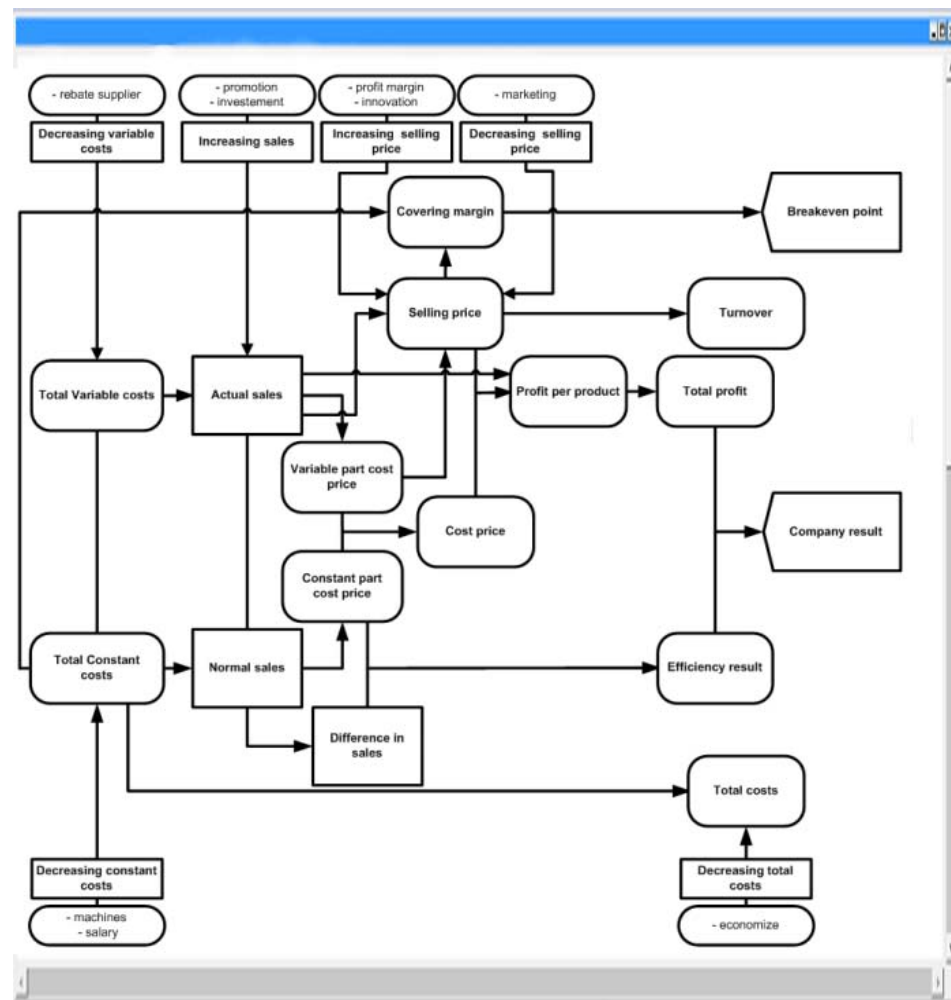 - rebate supplier
- promotion
- investement
- profit margin
- innovation
- marketing
Decreasing variable
costs
Increasing sales
Increasing selling
price
Decreasing selling
price
Covering margin
Breakeven point
Selling price
Turnover
Total Variable costs
Actual sales
Profit per product
Total profit
Variable part cost
price
Cost price
Company result
Constant part
cost price
Total Constant
costs
Normal sales
Efficiency result
Difference in
sales
Total costs
Decreasing constant
costs
Decreasing total
costs
- machines
- salary
- economize